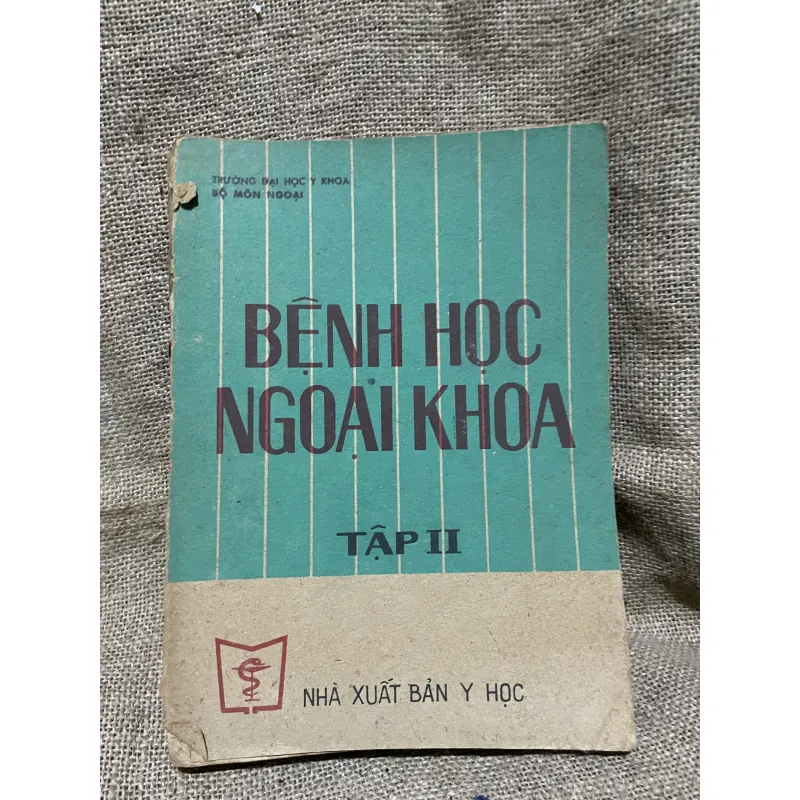 TRƯỜNG ĐẠI HỌC Y KHOA
BỘ MÔN NGOẠI
BỆNH HỌC
NGOẠI KHOA
TẬP II
NHÀ XUẤT BẢN Y HỌC